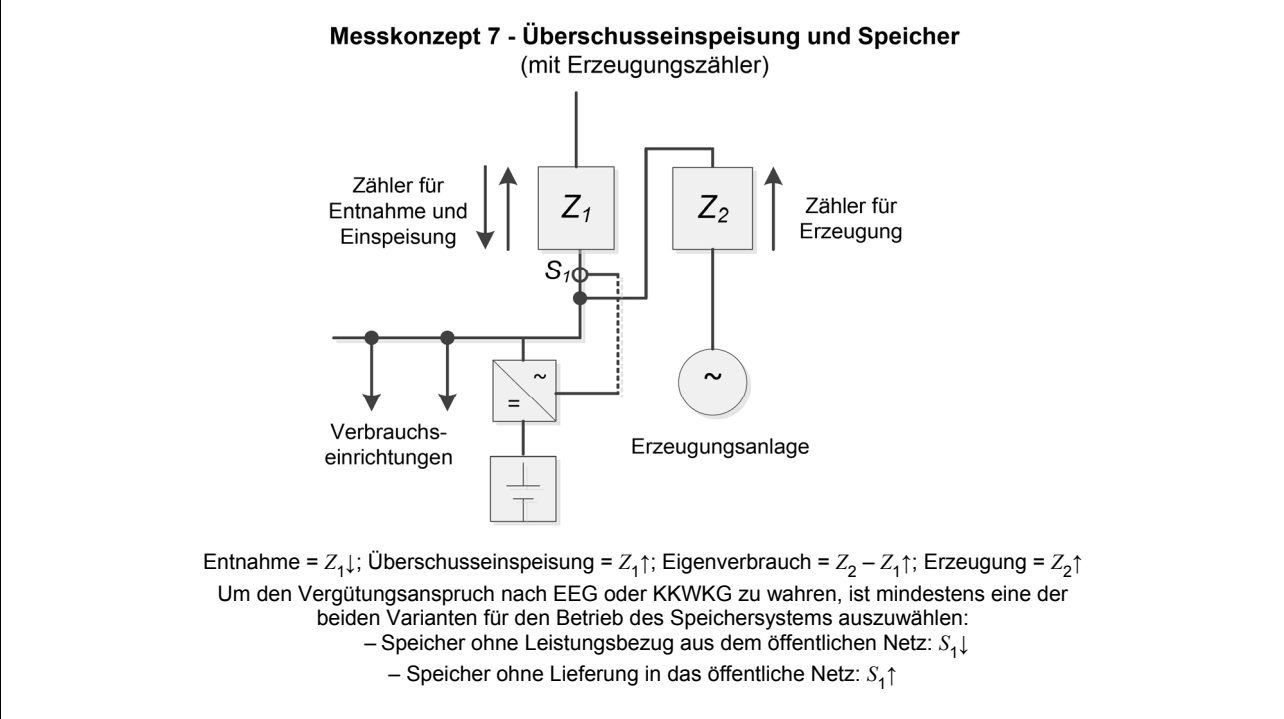 Messkonzept 7 - Überschusseinspeisung und Speicher
(mit Erzeugungszähler)
Zähler für
Entnahme und
Einspeisung
Z1
Z2
Zähler für
Erzeugung
S1
~
=
~
Verbrauchs-
einrichtungen
Erzeugungsanlage
Entnahme = Z1↓; Überschusseinspeisung = Z1↑; Eigenverbrauch = Z2 – Z1↑; Erzeugung = Z2↑
Um den Vergütungsanspruch nach EEG oder KKWKG zu wahren, ist mindestens eine der
beiden Varianten für den Betrieb des Speichersystems auszuwählen:
– Speicher ohne Leistungsbezug aus dem öffentlichen Netz: S1↓
– Speicher ohne Lieferung in das öffentliche Netz: S1↑